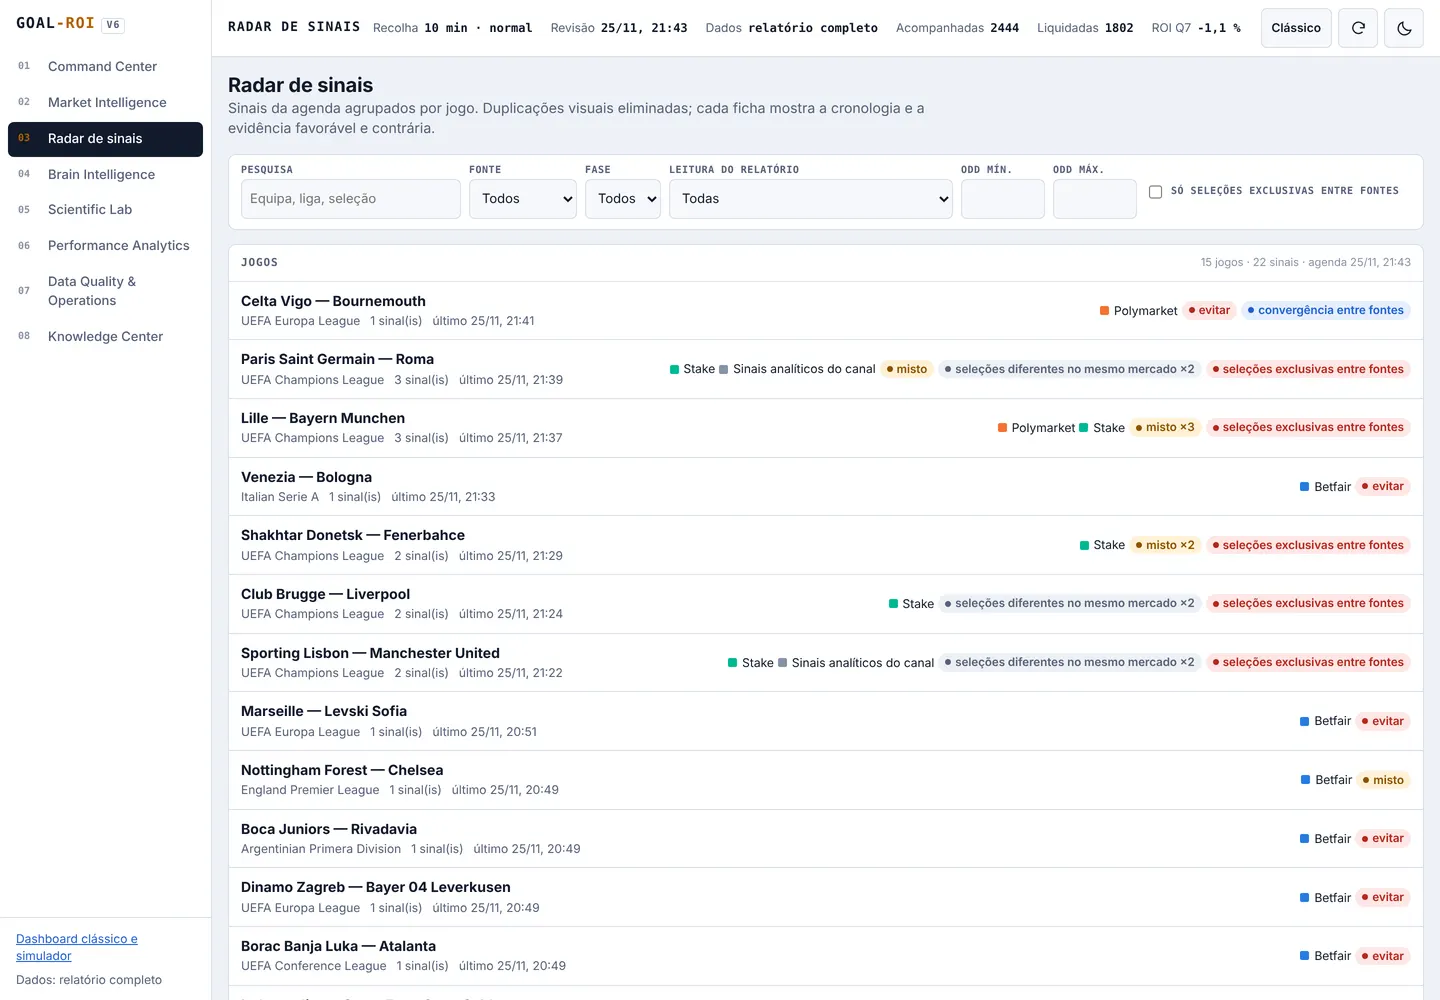 GOAL-ROI V6
01 Command Center
02 Market Intelligence
03 Radar de sinais
04 Brain Intelligence
05 Scientific Lab
06 Performance Analytics
07 Data Quality & Operations
08 Knowledge Center
Dashboard clássico e
simulador
Dados: relatório completo
RADAR DE SINAIS Recolha 10 min · normal Revisão 25/11, 21:43 Dados relatório completo Acompanhadas 2444 Liquidadas 1802 ROI Q7 -1,1 % Clássico
Radar de sinais
Sinais da agenda agrupados por jogo. Duplicações visuais eliminadas; cada ficha mostra a cronologia e a
evidência favorável e contrária.
PESQUISA FONTE FASE LEITURA DO RELATÓRIO ODD MÍN. ODD MÁX.
Equipa, liga, seleção Todos Todos Todas SÓ SELEÇÕES EXCLUSIVAS ENTRE FONTES
JOGOS 15 jogos · 22 sinais · agenda 25/11, 21:43
Celta Vigo — Bournemouth
UEFA Europa League 1 sinal(is) último 25/11, 21:41
Polymarket evitar convergência entre fontes
Paris Saint Germain — Roma
UEFA Champions League 3 sinal(is) último 25/11, 21:39
Stake Sinais analíticos do canal misto seleções diferentes no mesmo mercado ×2 seleções exclusivas entre fontes
Lille — Bayern Munchen
UEFA Champions League 3 sinal(is) último 25/11, 21:37
Polymarket Stake misto ×3 seleções exclusivas entre fontes
Venezia — Bologna
Italian Serie A 1 sinal(is) último 25/11, 21:33
Betfair evitar
Shakhtar Donetsk — Fenerbahce
UEFA Champions League 2 sinal(is) último 25/11, 21:29
Stake misto ×2 seleções exclusivas entre fontes
Club Brugge — Liverpool
UEFA Champions League 2 sinal(is) último 25/11, 21:24
Stake seleções diferentes no mesmo mercado ×2 seleções exclusivas entre fontes
Sporting Lisbon — Manchester United
UEFA Champions League 2 sinal(is) último 25/11, 21:22
Stake Sinais analíticos do canal seleções diferentes no mesmo mercado ×2 seleções exclusivas entre fontes
Marseille — Levski Sofia
UEFA Europa League 1 sinal(is) último 25/11, 20:51
Betfair evitar
Nottingham Forest — Chelsea
England Premier League 1 sinal(is) último 25/11, 20:49
Betfair misto
Boca Juniors — Rivadavia
Argentinian Primera Division 1 sinal(is) último 25/11, 20:49
Betfair evitar
Dinamo Zagreb — Bayer 04 Leverkusen
UEFA Europa League 1 sinal(is) último 25/11, 20:49
Betfair evitar
Borac Banja Luka — Atalanta
UEFA Conference League 1 sinal(is) último 25/11, 20:49
Betfair evitar